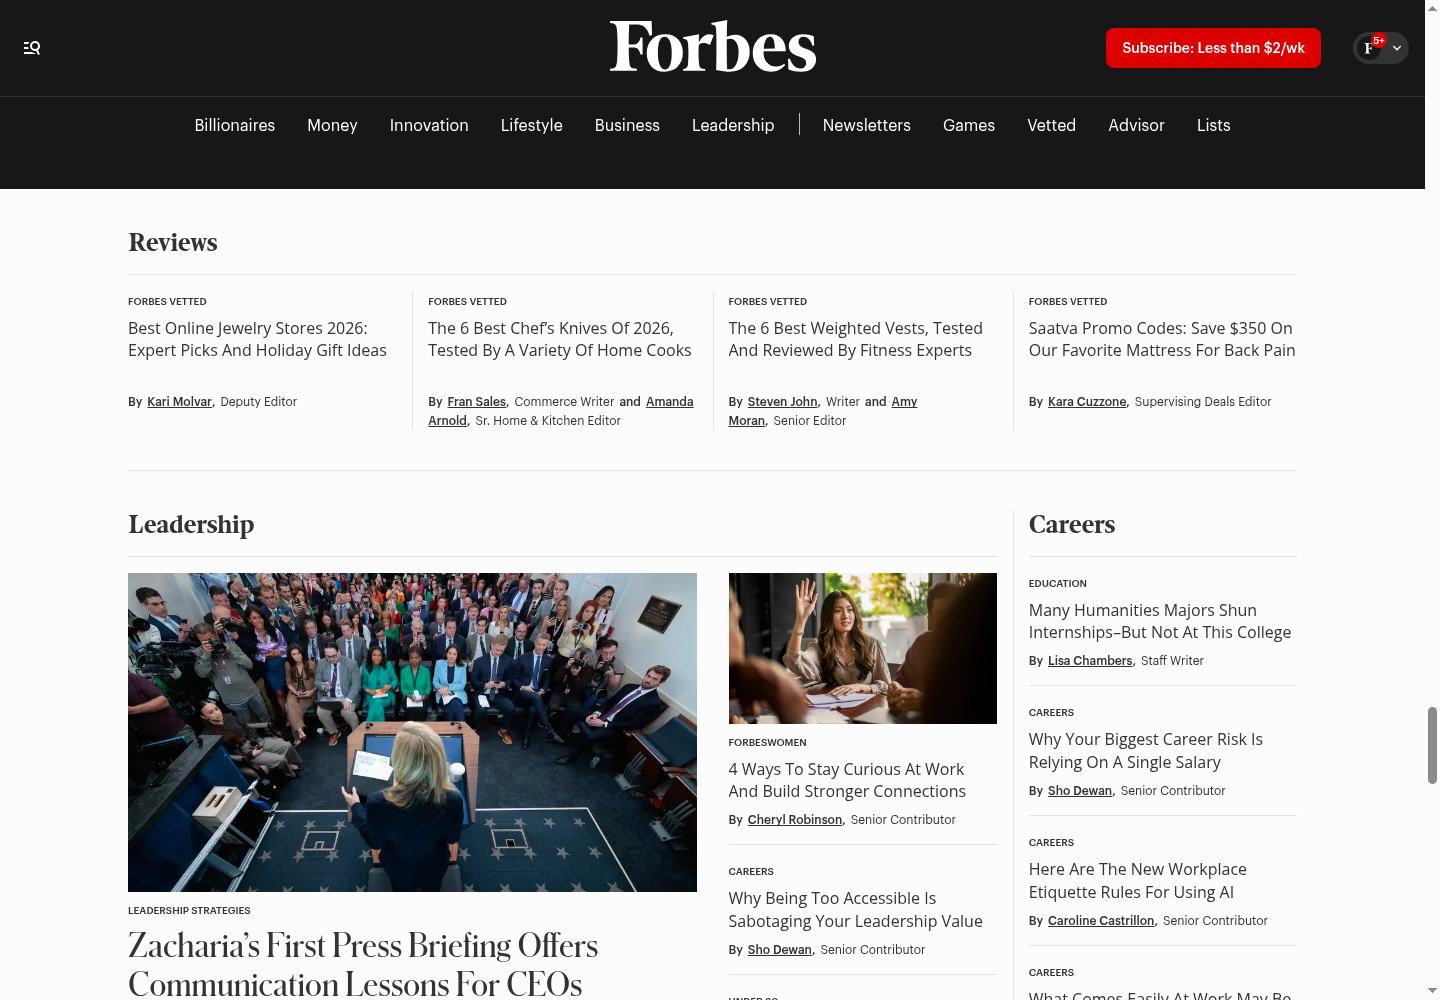 Forbes
Subscribe: Less than $2/wk
F
5+
Billionaires
Money
Innovation
Lifestyle
Business
Leadership
Newsletters
Games
Vetted
Advisor
Lists
Reviews
FORBES VETTED
Best Online Jewelry Stores 2026:
Expert Picks And Holiday Gift Ideas
By Kari Molvar, Deputy Editor
FORBES VETTED
The 6 Best Chef's Knives Of 2026,
Tested By A Variety Of Home Cooks
By Fran Sales, Commerce Writer and Amanda
Arnold, Sr. Home & Kitchen Editor
FORBES VETTED
The 6 Best Weighted Vests, Tested
And Reviewed By Fitness Experts
By Steven John, Writer and Amy
Moran, Senior Editor
FORBES VETTED
Saatva Promo Codes: Save $350 On
Our Favorite Mattress For Back Pain
By Kara Cuzzone, Supervising Deals Editor
Leadership
LEADERSHIP STRATEGIES
Zacharia’s First Press Briefing Offers
Communication Lessons For CEOs
FORBESWOMEN
4 Ways To Stay Curious At Work
And Build Stronger Connections
By Cheryl Robinson, Senior Contributor
CAREERS
Why Being Too Accessible Is
Sabotaging Your Leadership Value
By Sho Dewan, Senior Contributor
UNDER 30
Careers
EDUCATION
Many Humanities Majors Shun
Internships–But Not At This College
By Lisa Chambers, Staff Writer
CAREERS
Why Your Biggest Career Risk Is
Relying On A Single Salary
By Sho Dewan, Senior Contributor
CAREERS
Here Are The New Workplace
Etiquette Rules For Using AI
By Caroline Castrillon, Senior Contributor
CAREERS
What Comes Easily At Work May Be